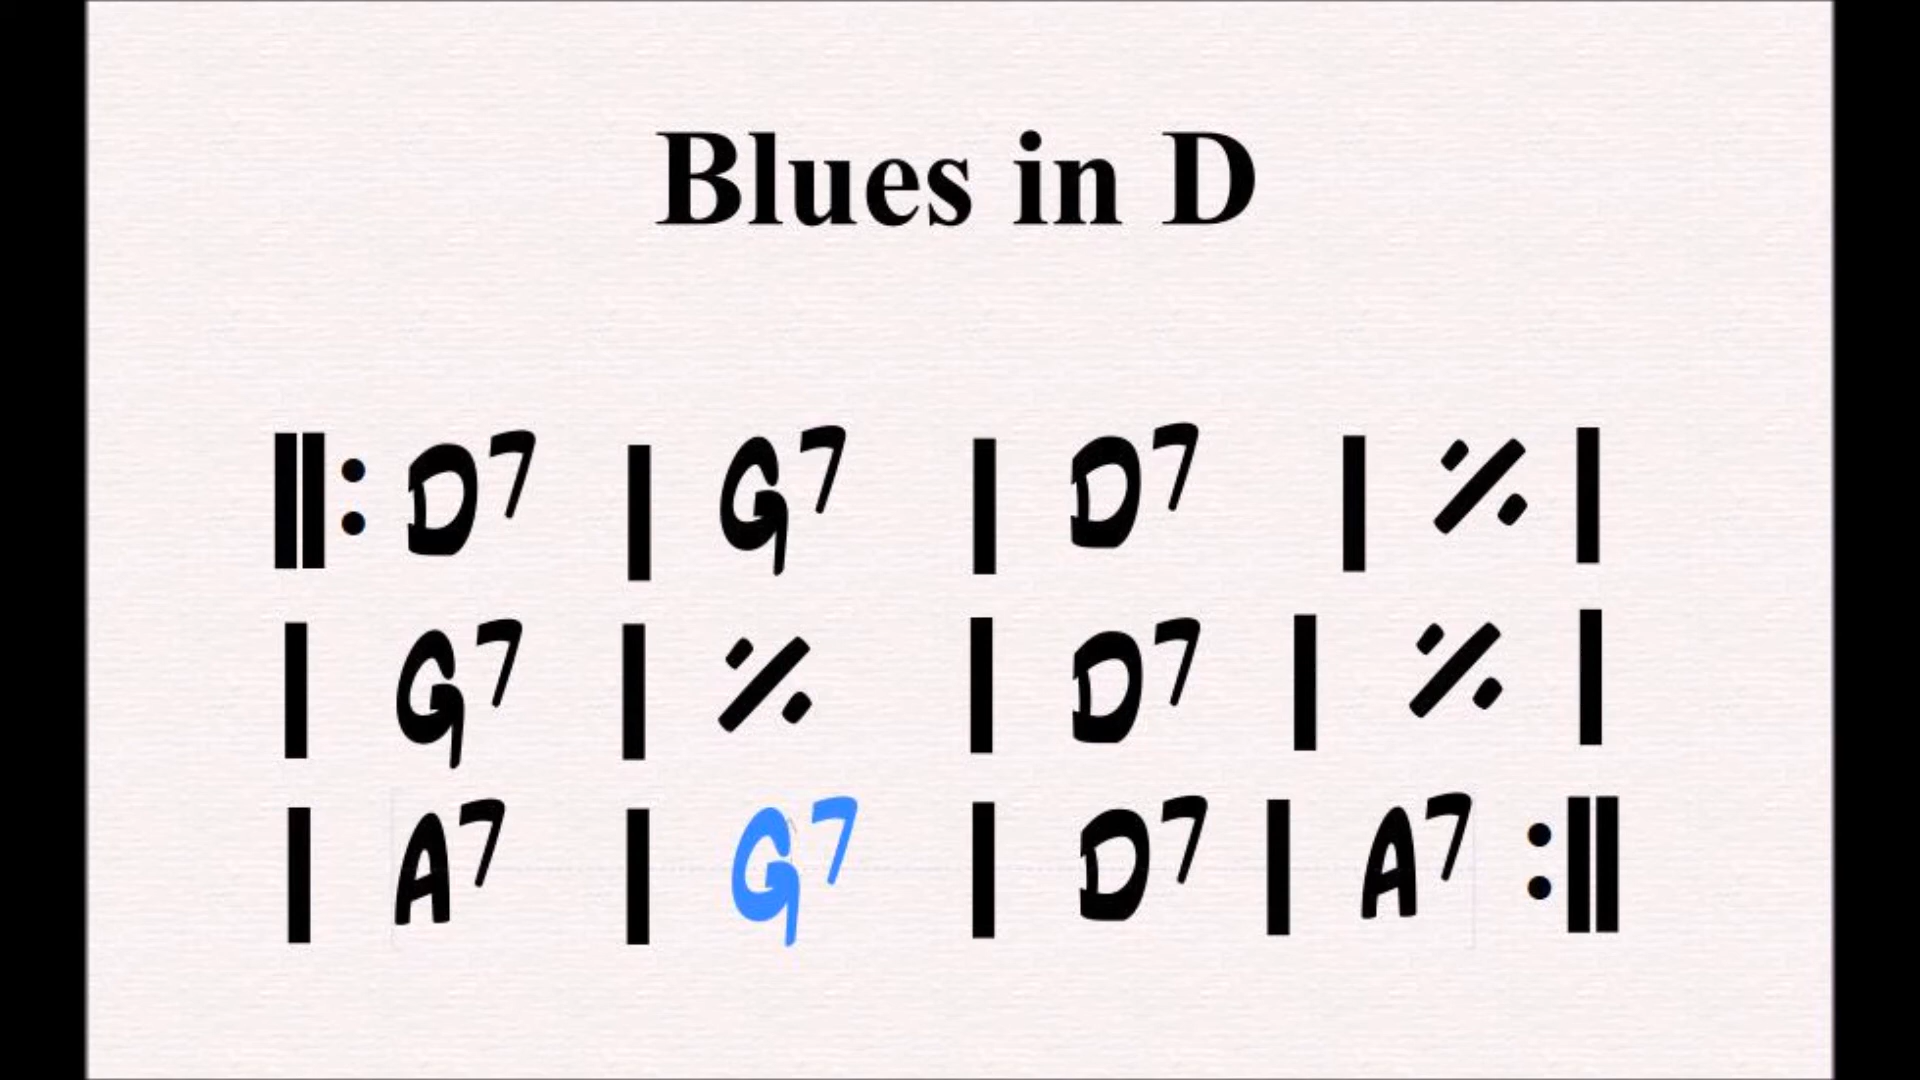 Blues in D
‖: D7 | G7 | D7 | % |
| G7 | % | D7 | % |
| A7 | G7 | D7 | A7 :‖